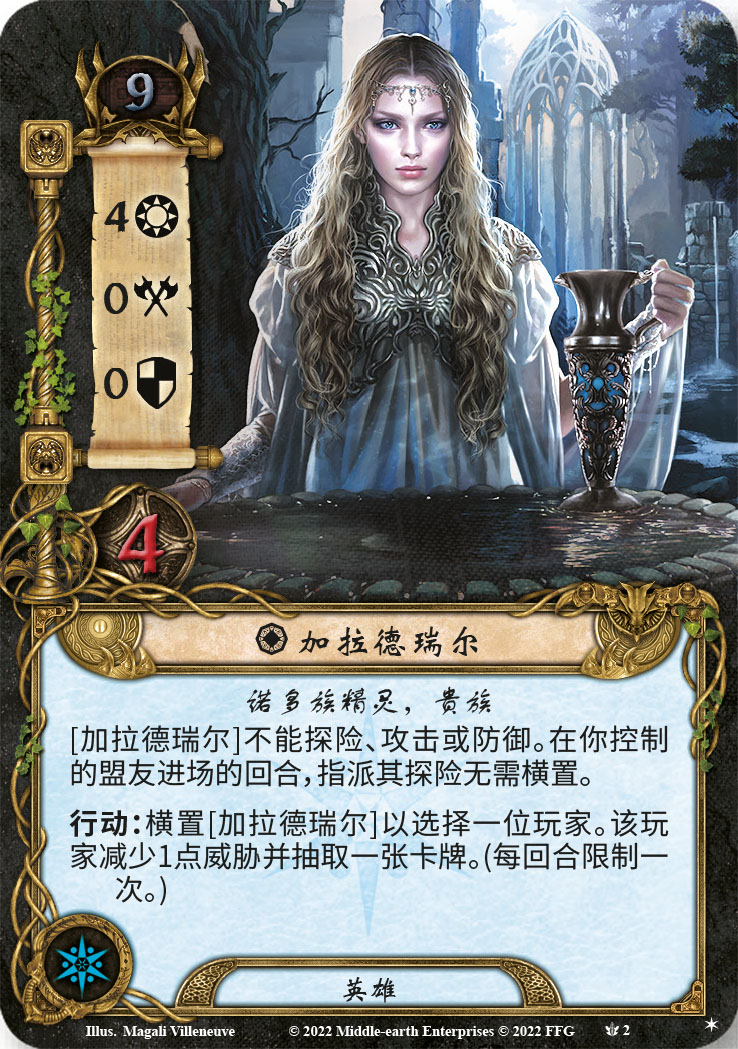 9
4
0
0
4
加拉德瑞尔
诺多族精灵，贵族
[加拉德瑞尔]不能探险、攻击或防御。在你控制
的盟友进场的回合，指派其探险无需横置。
行动：横置[加拉德瑞尔]以选择一位玩家。该玩
家减少1点威胁并抽取一张卡牌。(每回合限制一
次。)
英雄
Illus. Magali Villeneuve © 2022 Middle-earth Enterprises © 2022 FFG 2